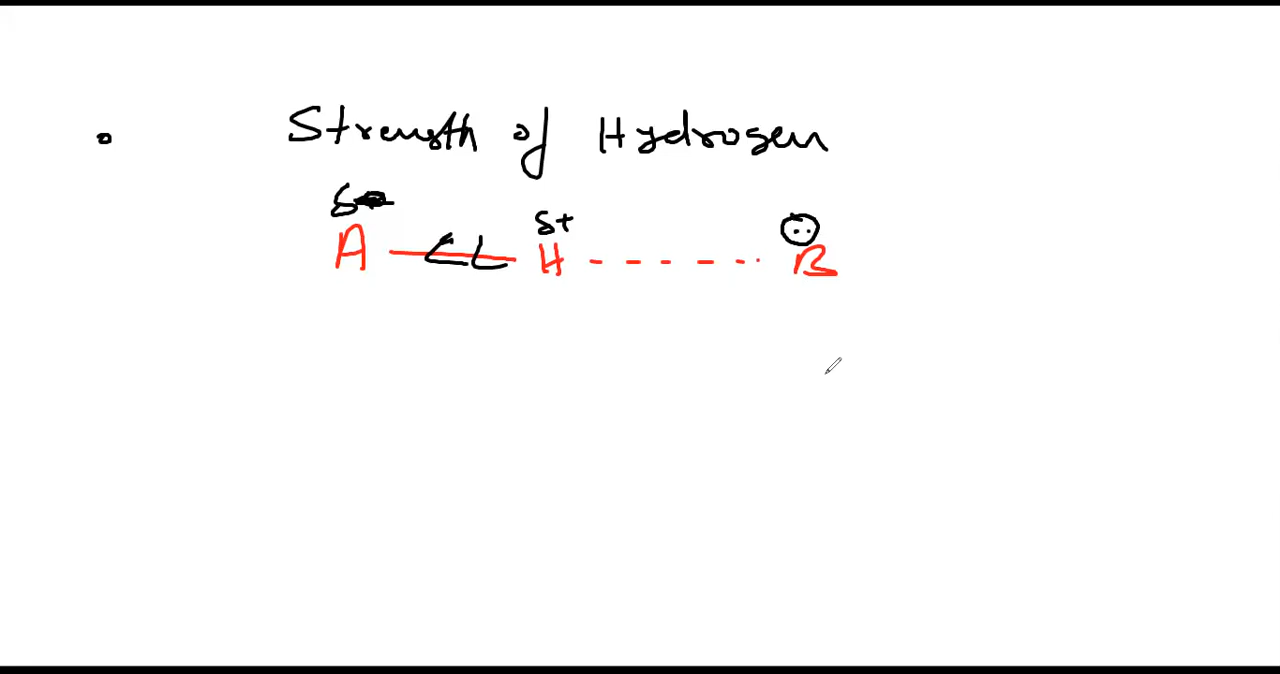 Strength of Hydrogen
δ- δ+ ..
A — H ------ B